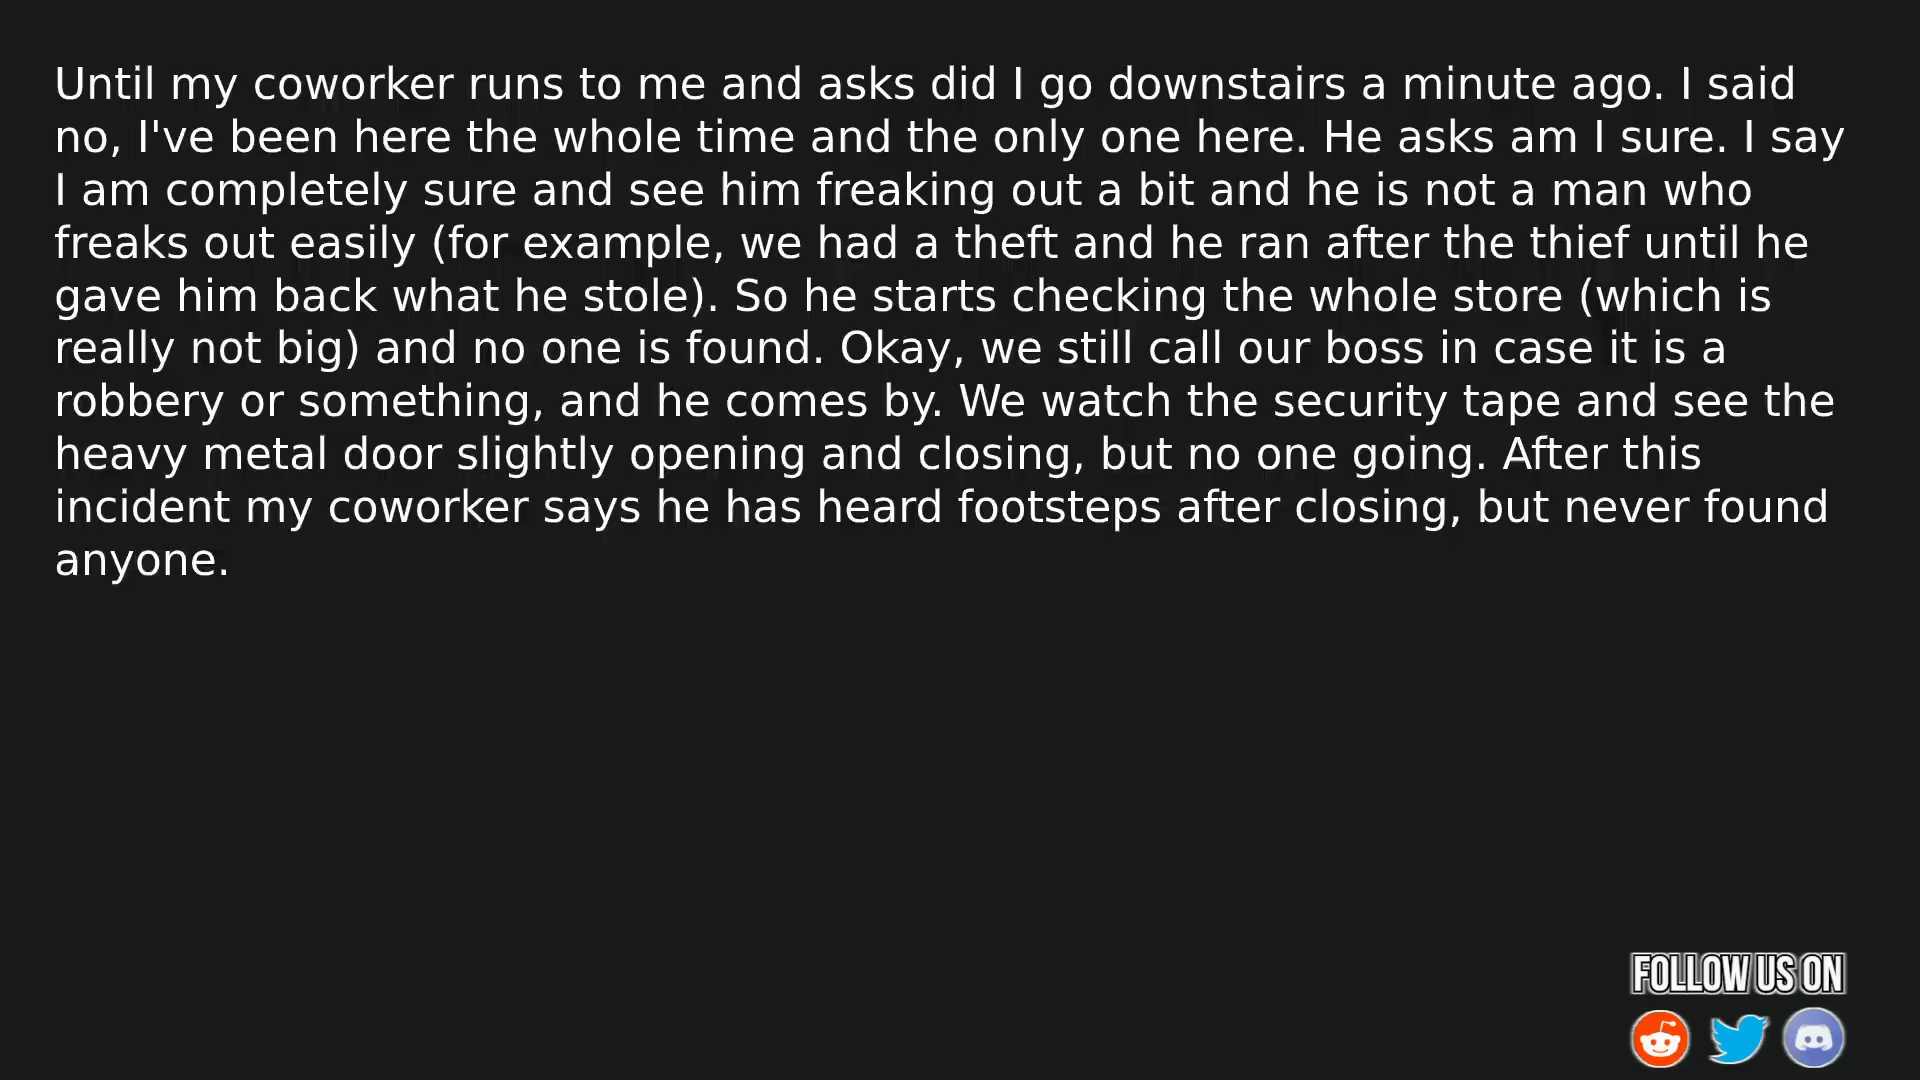 Until my coworker runs to me and asks did I go downstairs a minute ago. I said
no, I've been here the whole time and the only one here. He asks am I sure. I say
I am completely sure and see him freaking out a bit and he is not a man who
freaks out easily (for example, we had a theft and he ran after the thief until he
gave him back what he stole). So he starts checking the whole store (which is
really not big) and no one is found. Okay, we still call our boss in case it is a
robbery or something, and he comes by. We watch the security tape and see the
heavy metal door slightly opening and closing, but no one going. After this
incident my coworker says he has heard footsteps after closing, but never found
anyone.
FOLLOW US ON